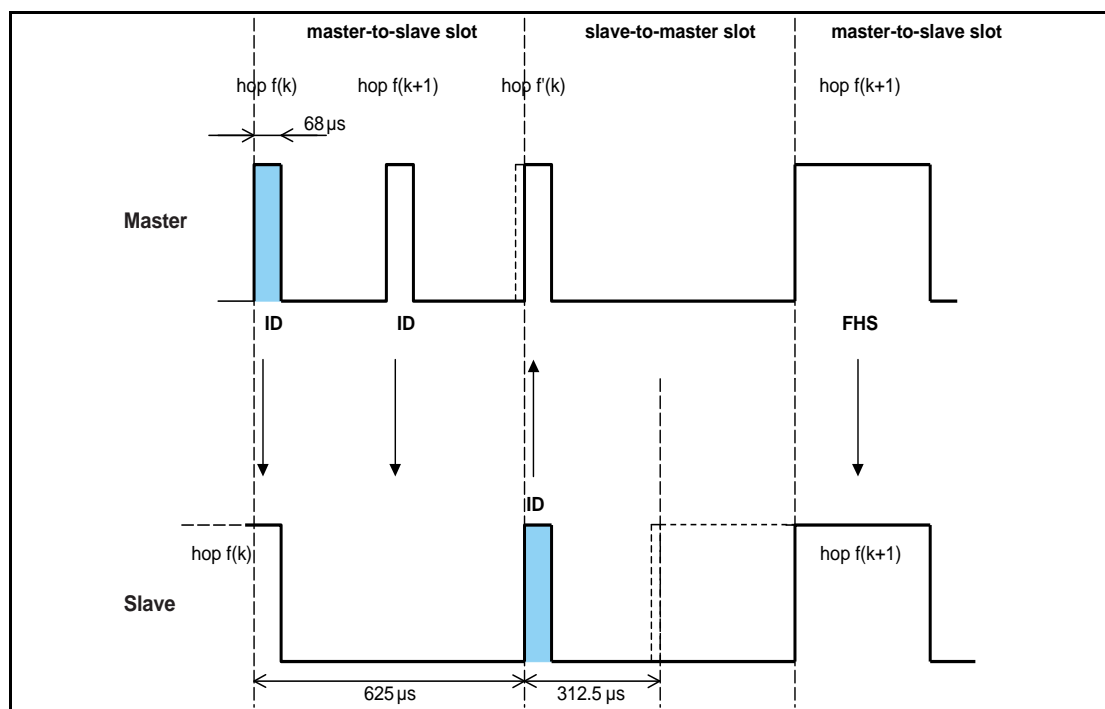 master-to-slave slot slave-to-master slot master-to-slave slot
hop f(k) hop f(k+1) hop f'(k) hop f(k+1)
68 µs
Master
ID ID FHS
ID
hop f(k) hop f(k+1)
Slave
625 µs 312.5 µs